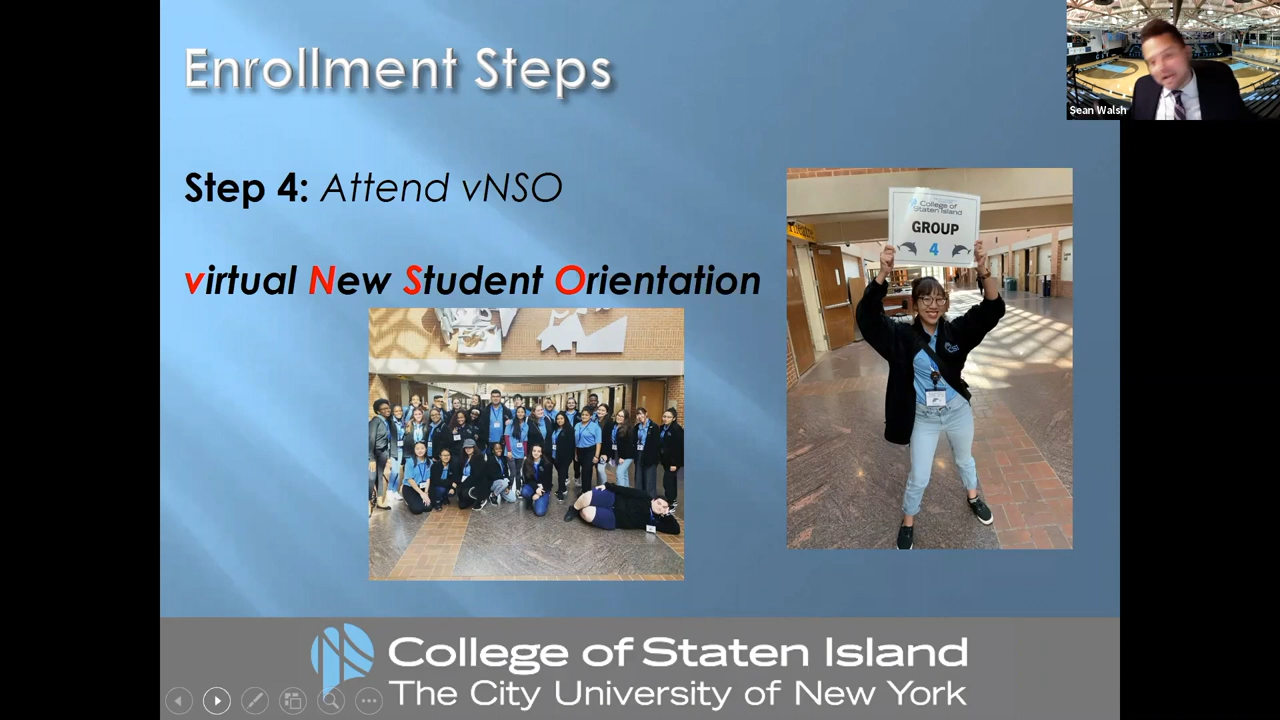 Enrollment Steps
Sean Walsh
Step 4: Attend vNSO
College of
Staten Island
GROUP
4
Theatre
virtual New Student Orientation
College of Staten Island
The City University of New York